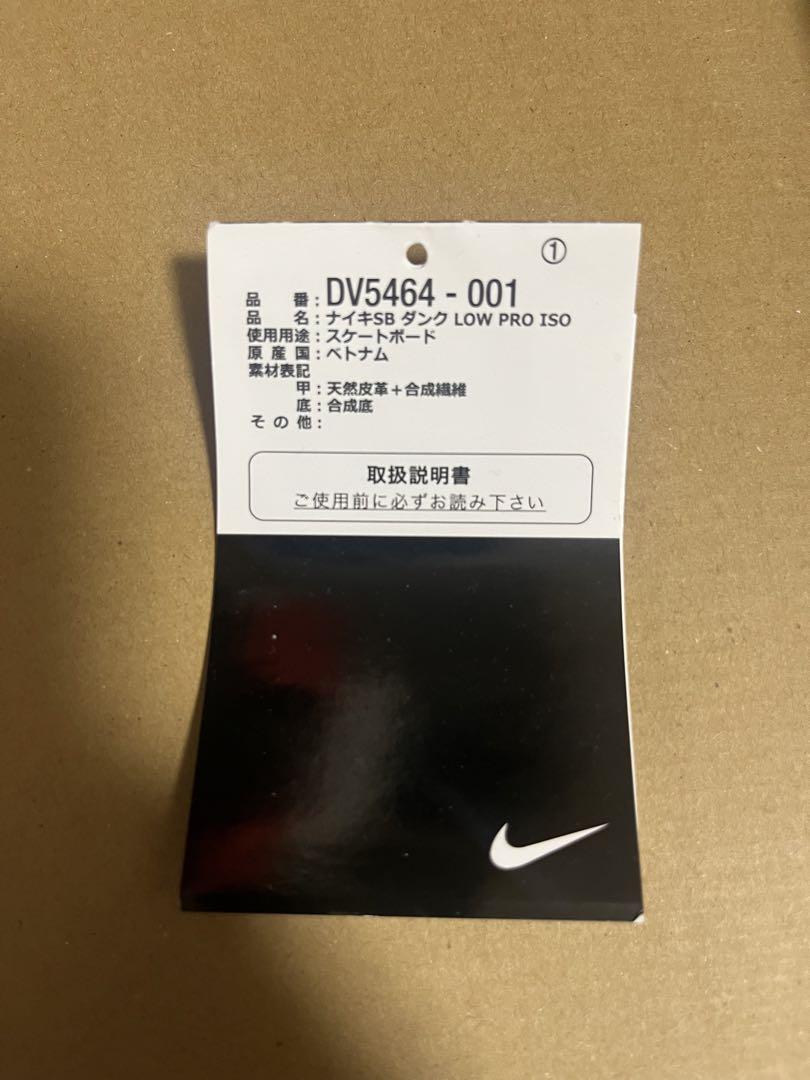 ①
品 番：DV5464 - 001
品 名：ナイキSB ダンク LOW PRO ISO
使用用途：スケートボード
原 産 国：ベトナム
素材表記
甲：天然皮革＋合成繊維
底：合成底
そ の 他：
取扱説明書
ご使用前に必ずお読み下さい